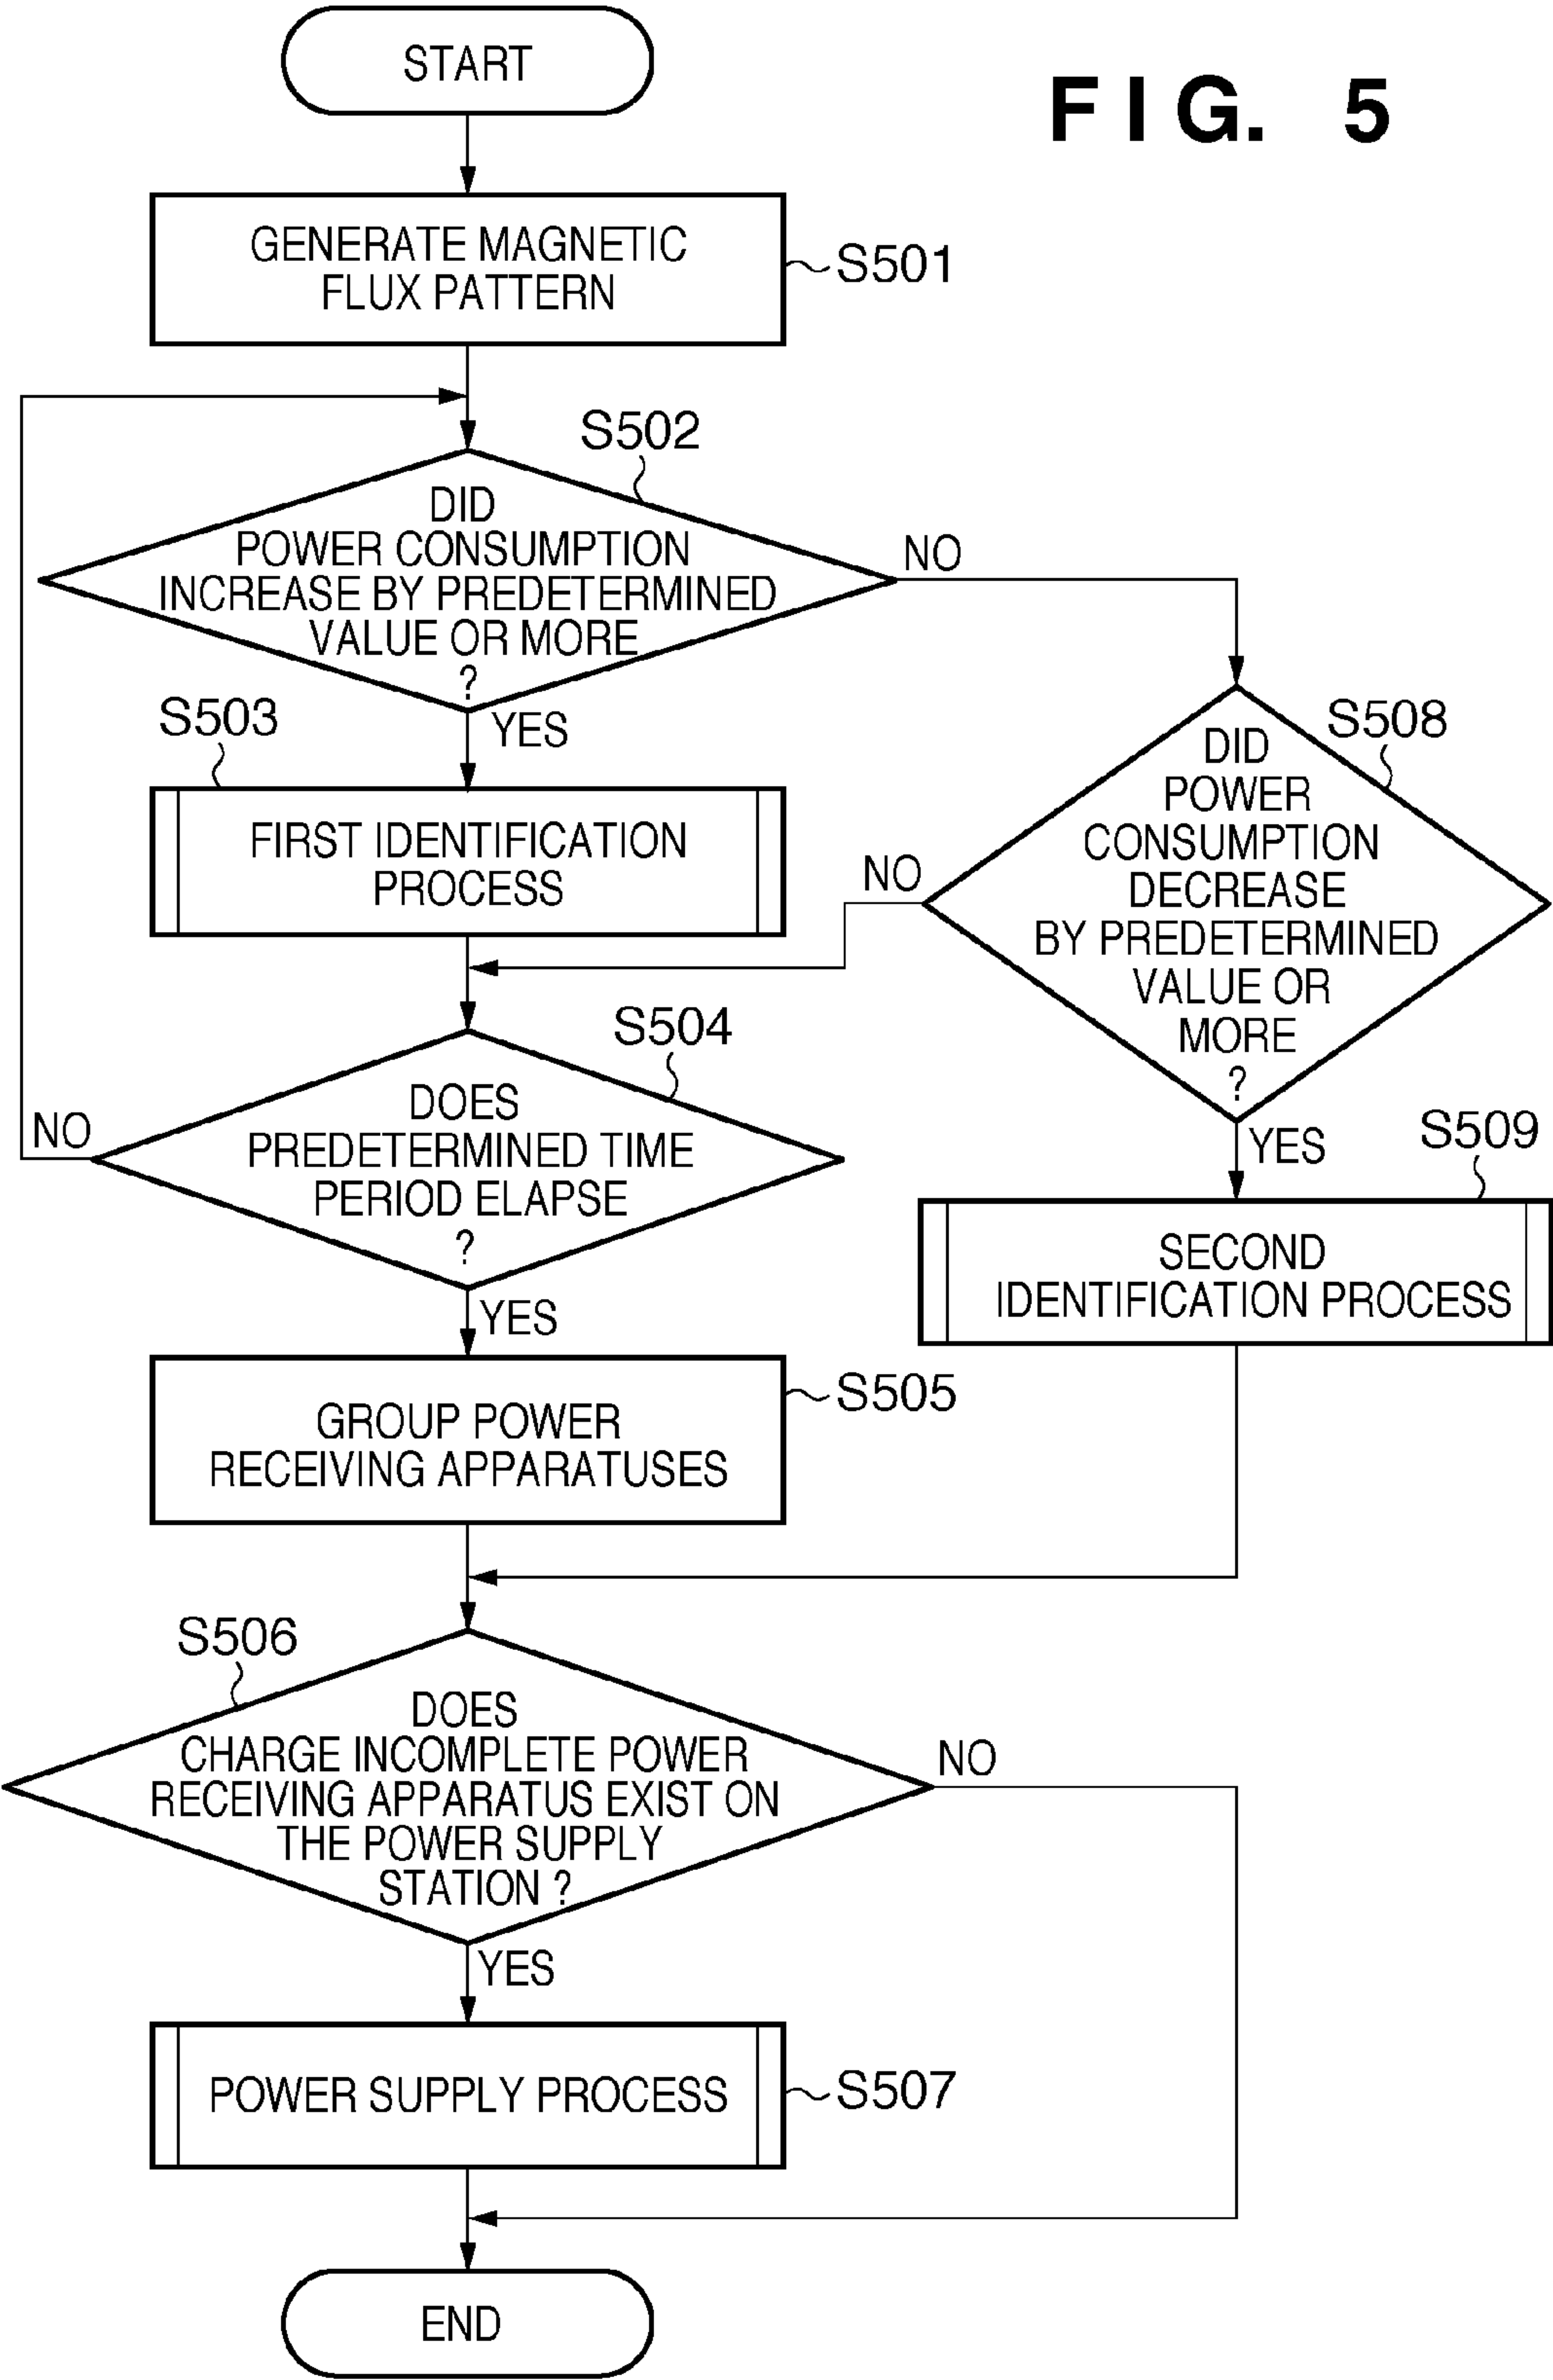 START
FIG. 5
GENERATE MAGNETIC
FLUX PATTERN
S501
S502
DID
POWER CONSUMPTION
INCREASE BY PREDETERMINED
VALUE OR MORE
?
NO
YES
S503
FIRST IDENTIFICATION
PROCESS
S508
DID
POWER
CONSUMPTION
DECREASE
BY PREDETERMINED
VALUE OR
MORE
?
NO
YES
S504
DOES
PREDETERMINED TIME
PERIOD ELAPSE
?
NO
YES
S509
SECOND
IDENTIFICATION PROCESS
GROUP POWER
RECEIVING APPARATUSES
S505
S506
DOES
CHARGE INCOMPLETE POWER
RECEIVING APPARATUS EXIST ON
THE POWER SUPPLY
STATION ?
NO
YES
POWER SUPPLY PROCESS
S507
END